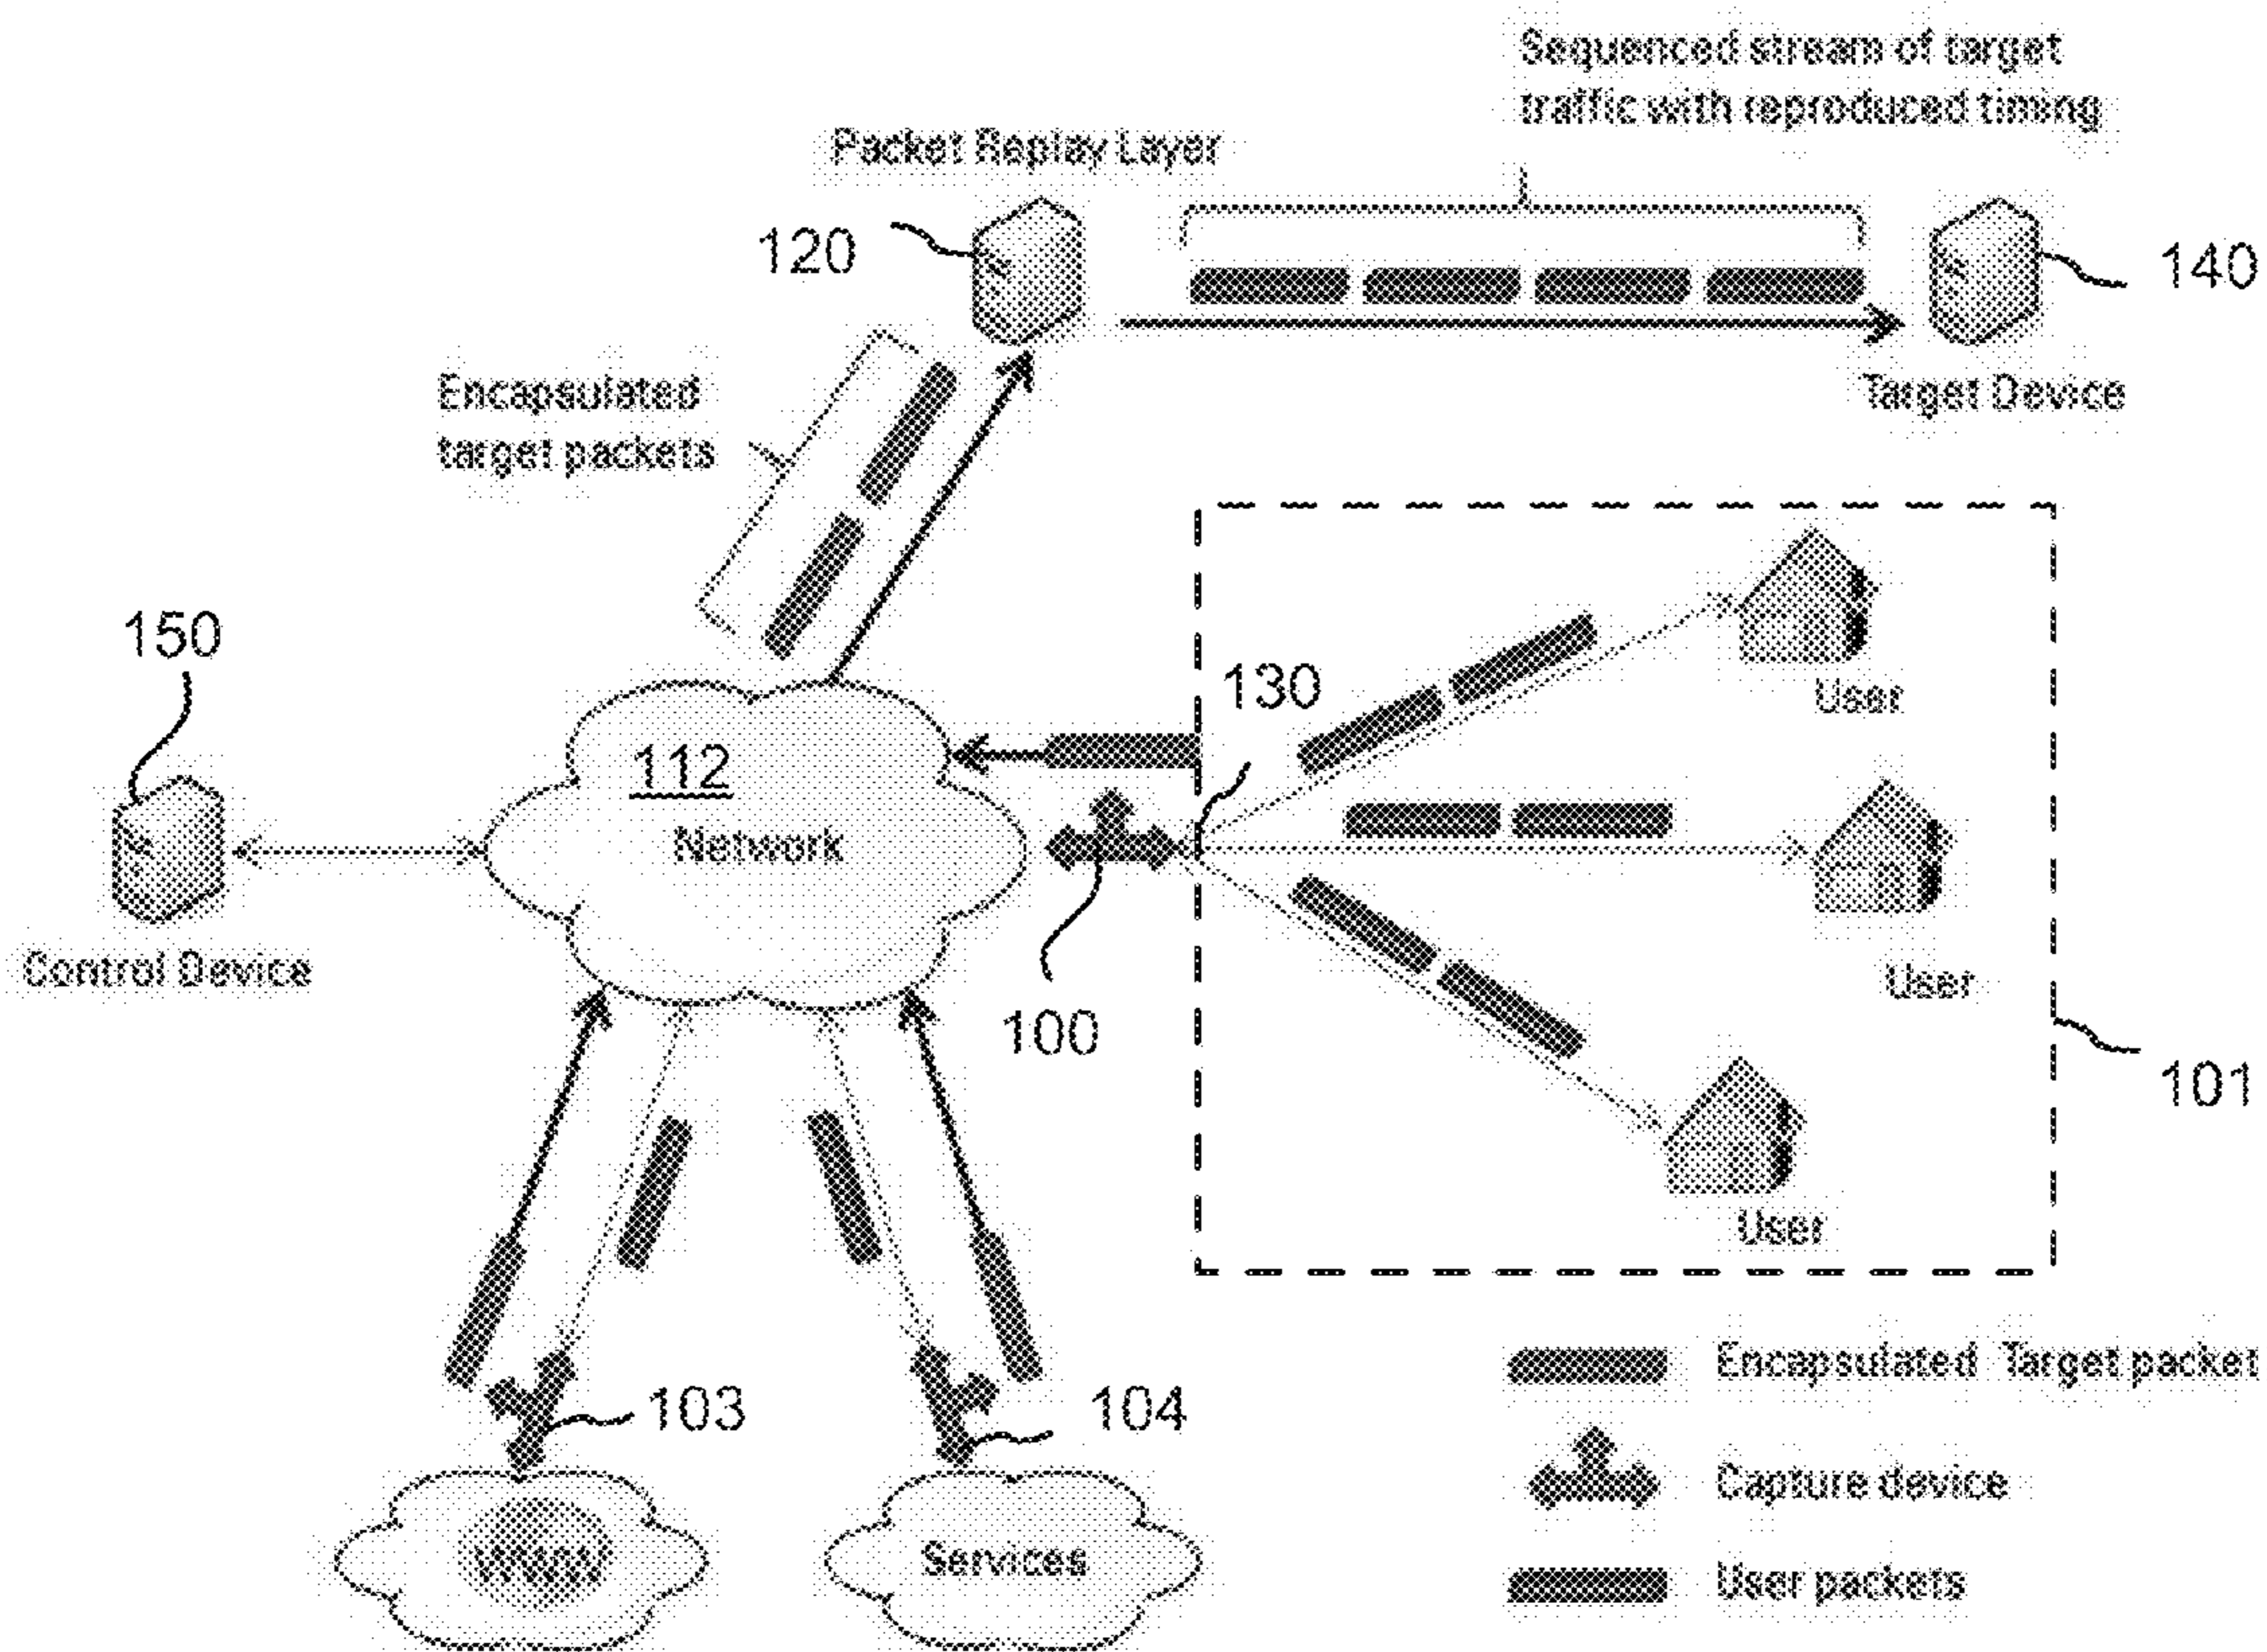 Sequenced stream of target
traffic with reproduced timing
Packet Replay Layer
120
140
Encapsulated
target packets
Target Device
150
130
User
112
Network
Control Device
User
100
101
User
Encapsulated Target packet
103
104
Capture device
Services
User packets